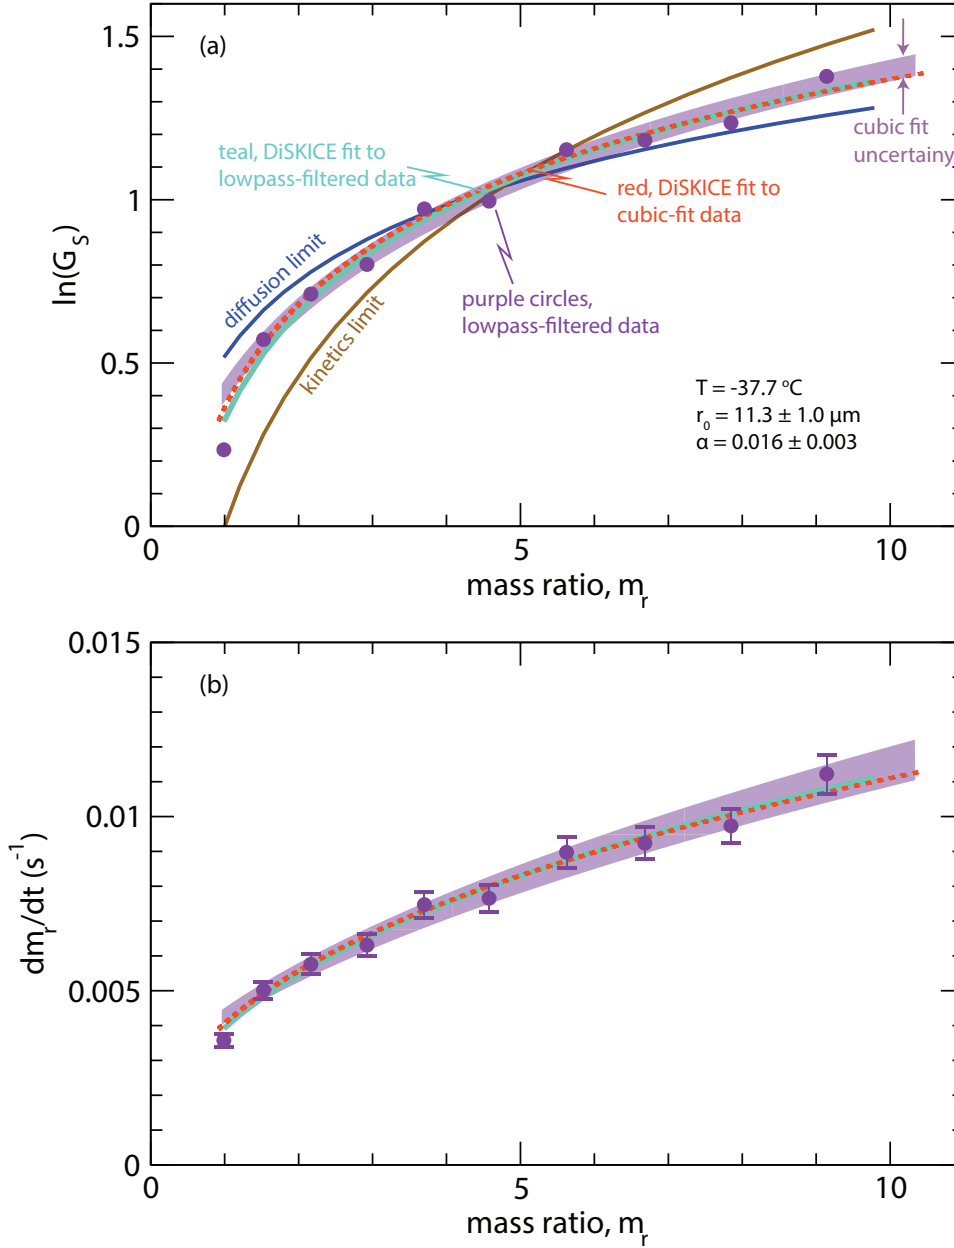 1.5
(a)
teal, DiSKICE fit to
lowpass-filtered data
cubic fit
uncertainy
1
red, DiSKICE fit to
cubic-fit data
ln(G_S)
diffusion limit
kinetics limit
purple circles,
lowpass-filtered data
0.5
T = -37.7 °C
r_0 = 11.3 ± 1.0 µm
α = 0.016 ± 0.003
0
0 5 10
mass ratio, m_r
0.015
(b)
0.01
dm_r/dt (s⁻¹)
0.005
0
0 5 10
mass ratio, m_r